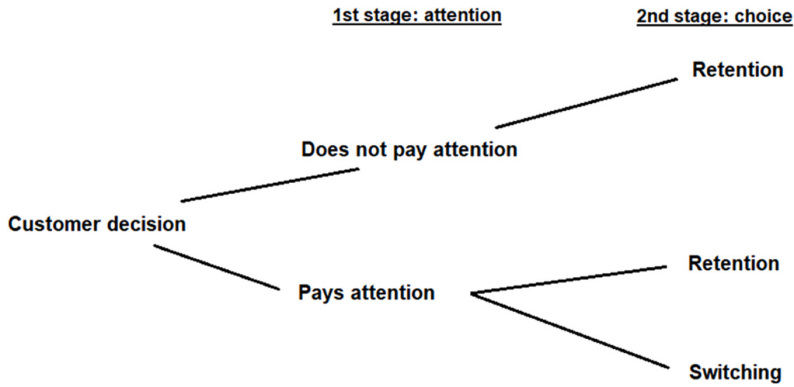 1st stage: attention
2nd stage: choice
Retention
Does not pay attention
Customer decision
Retention
Pays attention
Switching